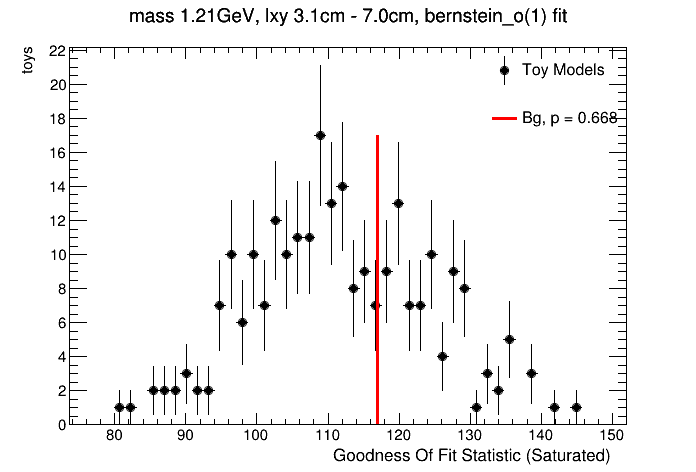 mass 1.21GeV, lxy 3.1cm - 7.0cm, bernstein_o(1) fit
toys
22
20
18
16
14
12
10
8
6
4
2
0
Toy Models
Bg, p = 0.668
80 90 100 110 120 130 140 150
Goodness Of Fit Statistic (Saturated)